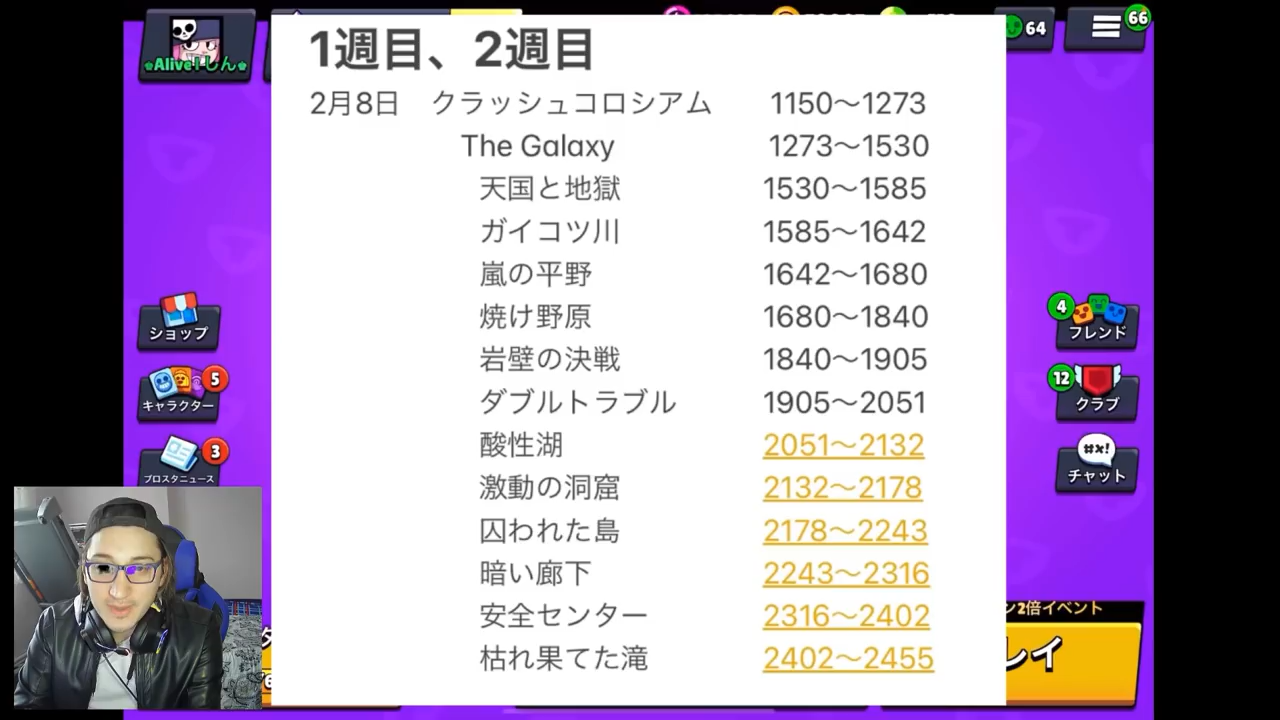 Alive!しん
64
66
1週目、2週目
2月8日 クラッシュコロシアム 1150〜1273
The Galaxy 1273〜1530
天国と地獄 1530〜1585
ガイコツ川 1585〜1642
嵐の平野 1642〜1680
焼け野原 1680〜1840
岩壁の決戦 1840〜1905
ダブルトラブル 1905〜2051
酸性湖 2051〜2132
激動の洞窟 2132〜2178
囚われた島 2178〜2243
暗い廊下 2243〜2316
安全センター 2316〜2402
枯れ果てた滝 2402〜2455
ショップ
5
キャラクター
3
ブロスタニュース
4
フレンド
12
クラブ
#x!
チャット
ン2倍イベント
レイ